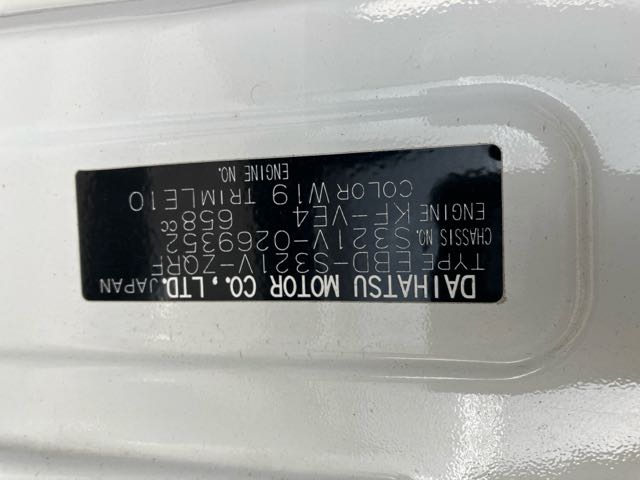 DAIHATSU MOTOR CO., LTD. JAPAN
TYPE EBD-S321V-ZQRF
CHASSIS NO. S321V-0269352
ENGINE KF-VE4 658 cc
COLOR W19 TRIM LE10
ENGINE NO.